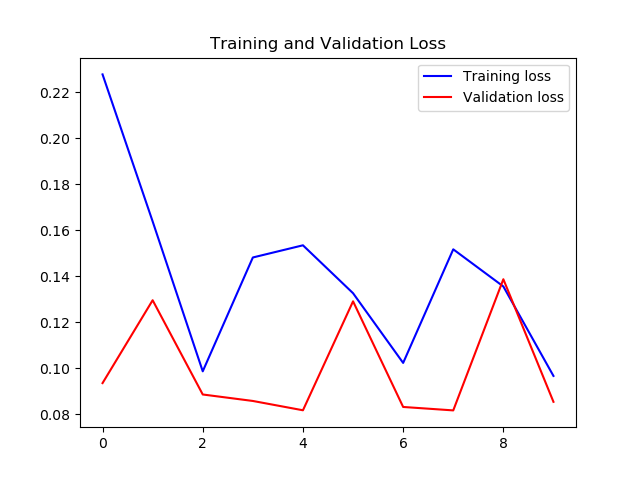 Training and Validation Loss
Training loss
Validation loss
0.22
0.20
0.18
0.16
0.14
0.12
0.10
0.08
0 2 4 6 8